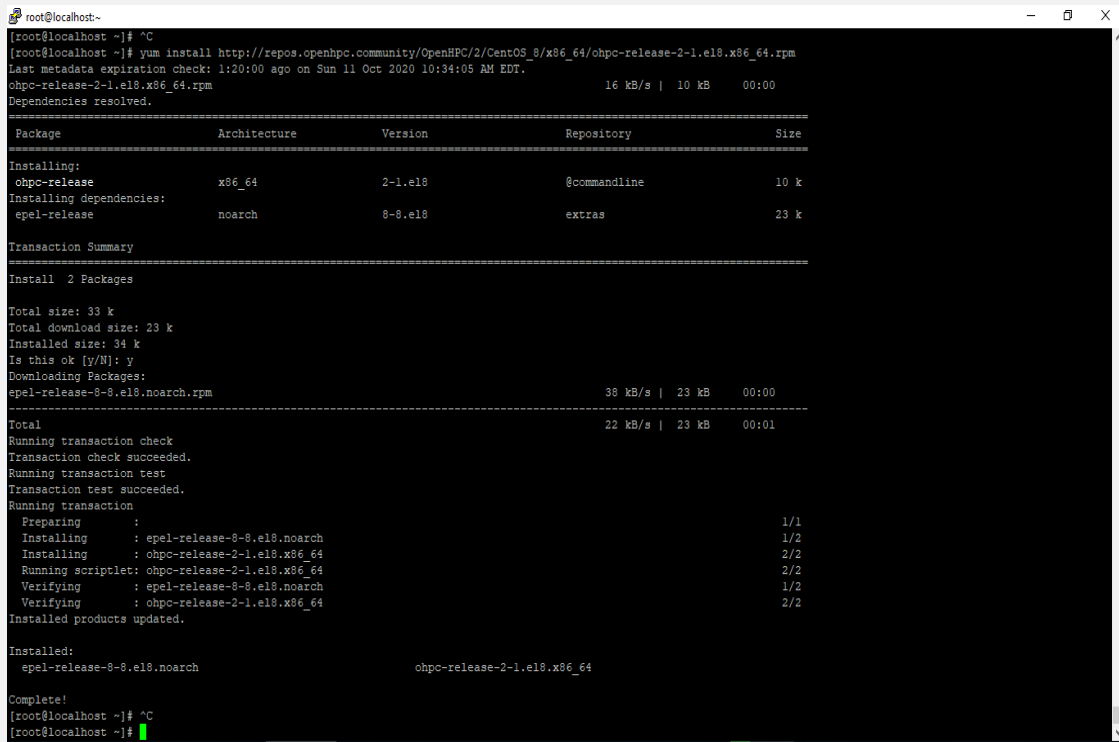 root@localhost:~
[root@localhost ~]# ^C
[root@localhost ~]# yum install http://repos.openhpc.community/OpenHPC/2/CentOS_8/x86_64/ohpc-release-2-1.el8.x86_64.rpm
Last metadata expiration check: 1:20:00 ago on Sun 11 Oct 2020 10:34:05 AM EDT.
ohpc-release-2-1.el8.x86_64.rpm 16 kB/s | 10 kB 00:00
Dependencies resolved.
================================================================================
Package Architecture Version Repository Size
================================================================================
Installing:
ohpc-release x86_64 2-1.el8 @commandline 10 k
Installing dependencies:
epel-release noarch 8-8.el8 extras 23 k
Transaction Summary
================================================================================
Install 2 Packages
Total size: 33 k
Total download size: 23 k
Installed size: 34 k
Is this ok [y/N]: y
Downloading Packages:
epel-release-8-8.el8.noarch.rpm 38 kB/s | 23 kB 00:00
--------------------------------------------------------------------------------
Total 22 kB/s | 23 kB 00:01
Running transaction check
Transaction check succeeded.
Running transaction test
Transaction test succeeded.
Running transaction
Preparing : 1/1
Installing : epel-release-8-8.el8.noarch 1/2
Installing : ohpc-release-2-1.el8.x86_64 2/2
Running scriptlet: ohpc-release-2-1.el8.x86_64 2/2
Verifying : epel-release-8-8.el8.noarch 1/2
Verifying : ohpc-release-2-1.el8.x86_64 2/2
Installed products updated.
Installed:
epel-release-8-8.el8.noarch ohpc-release-2-1.el8.x86_64
Complete!
[root@localhost ~]# ^C
[root@localhost ~]#